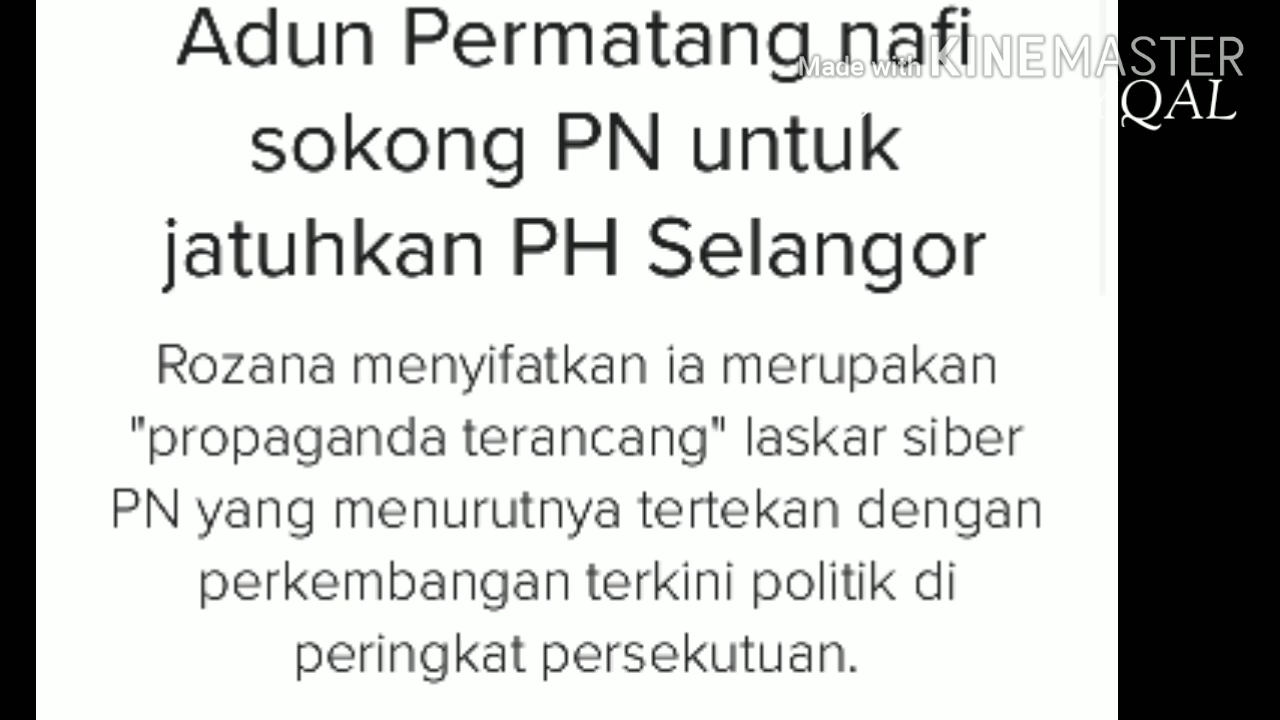 Adun Permatang nafi
Made with KINEMASTER
QAL
sokong PN untuk
jatuhkan PH Selangor
Rozana menyifatkan ia merupakan
"propaganda terancang" laskar siber
PN yang menurutnya tertekan dengan
perkembangan terkini politik di
peringkat persekutuan.